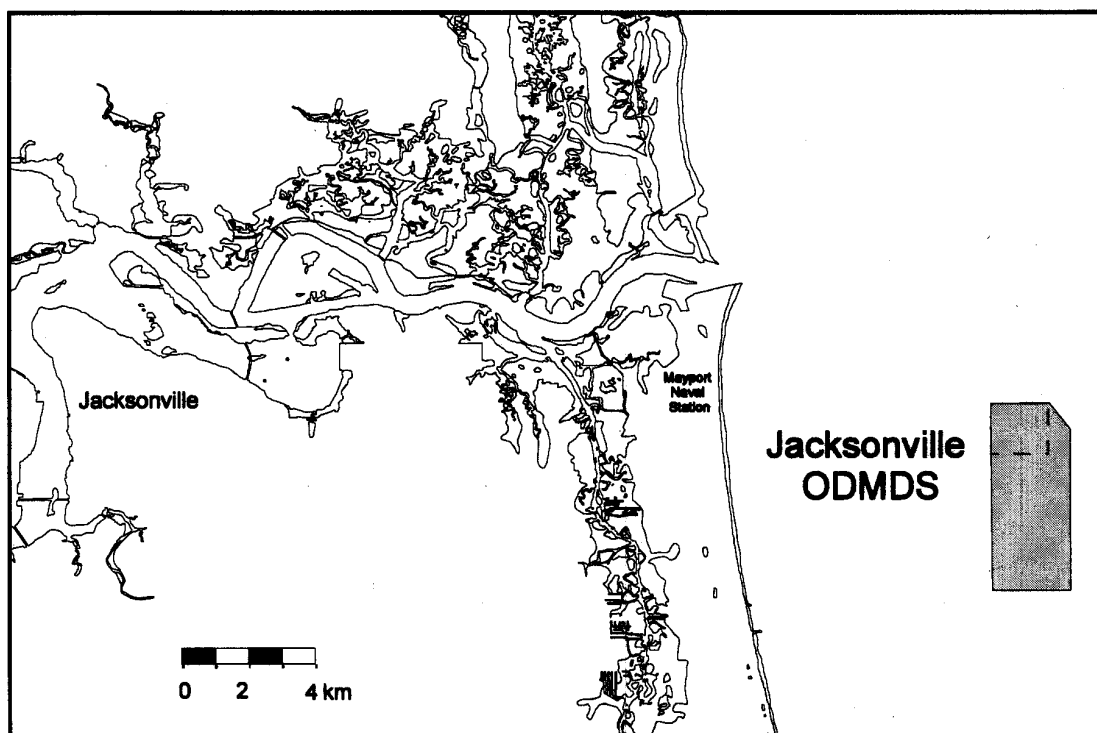 Jacksonville
Mayport
Naval
Station
Jacksonville
ODMDS
0 2 4 km